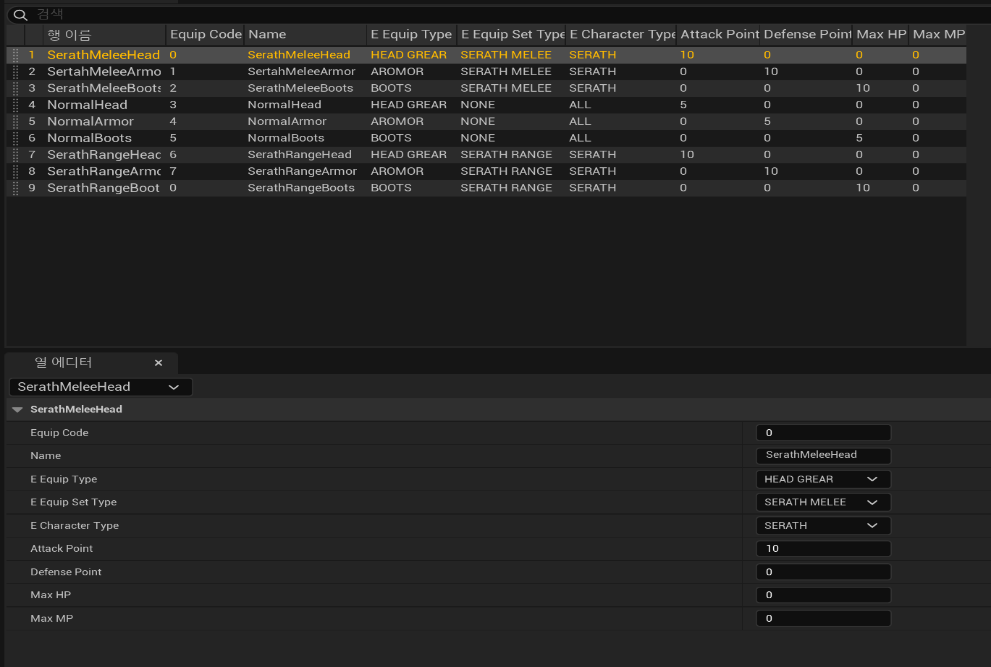 검색
행 이름 Equip Code Name E Equip Type E Equip Set Type E Character Type Attack Point Defense Point Max HP Max MP
1 SerathMeleeHead 0 SerathMeleeHead HEAD GREAR SERATH MELEE SERATH 10 0 0 0
2 SertahMeleeArmo 1 SertahMeleeArmor AROMOR SERATH MELEE SERATH 0 10 0 0
3 SerathMeleeBoots 2 SerathMeleeBoots BOOTS SERATH MELEE SERATH 0 0 10 0
4 NormalHead 3 NormalHead HEAD GREAR NONE ALL 5 0 0 0
5 NormalArmor 4 NormalArmor AROMOR NONE ALL 0 5 0 0
6 NormalBoots 5 NormalBoots BOOTS NONE ALL 0 0 5 0
7 SerathRangeHead 6 SerathRangeHead HEAD GREAR SERATH RANGE SERATH 10 0 0 0
8 SerathRangeArmo 7 SerathRangeArmor AROMOR SERATH RANGE SERATH 0 10 0 0
9 SerathRangeBoot 0 SerathRangeBoots BOOTS SERATH RANGE SERATH 0 0 10 0
열 에디터
SerathMeleeHead
SerathMeleeHead
Equip Code 0
Name SerathMeleeHead
E Equip Type HEAD GREAR
E Equip Set Type SERATH MELEE
E Character Type SERATH
Attack Point 10
Defense Point 0
Max HP 0
Max MP 0